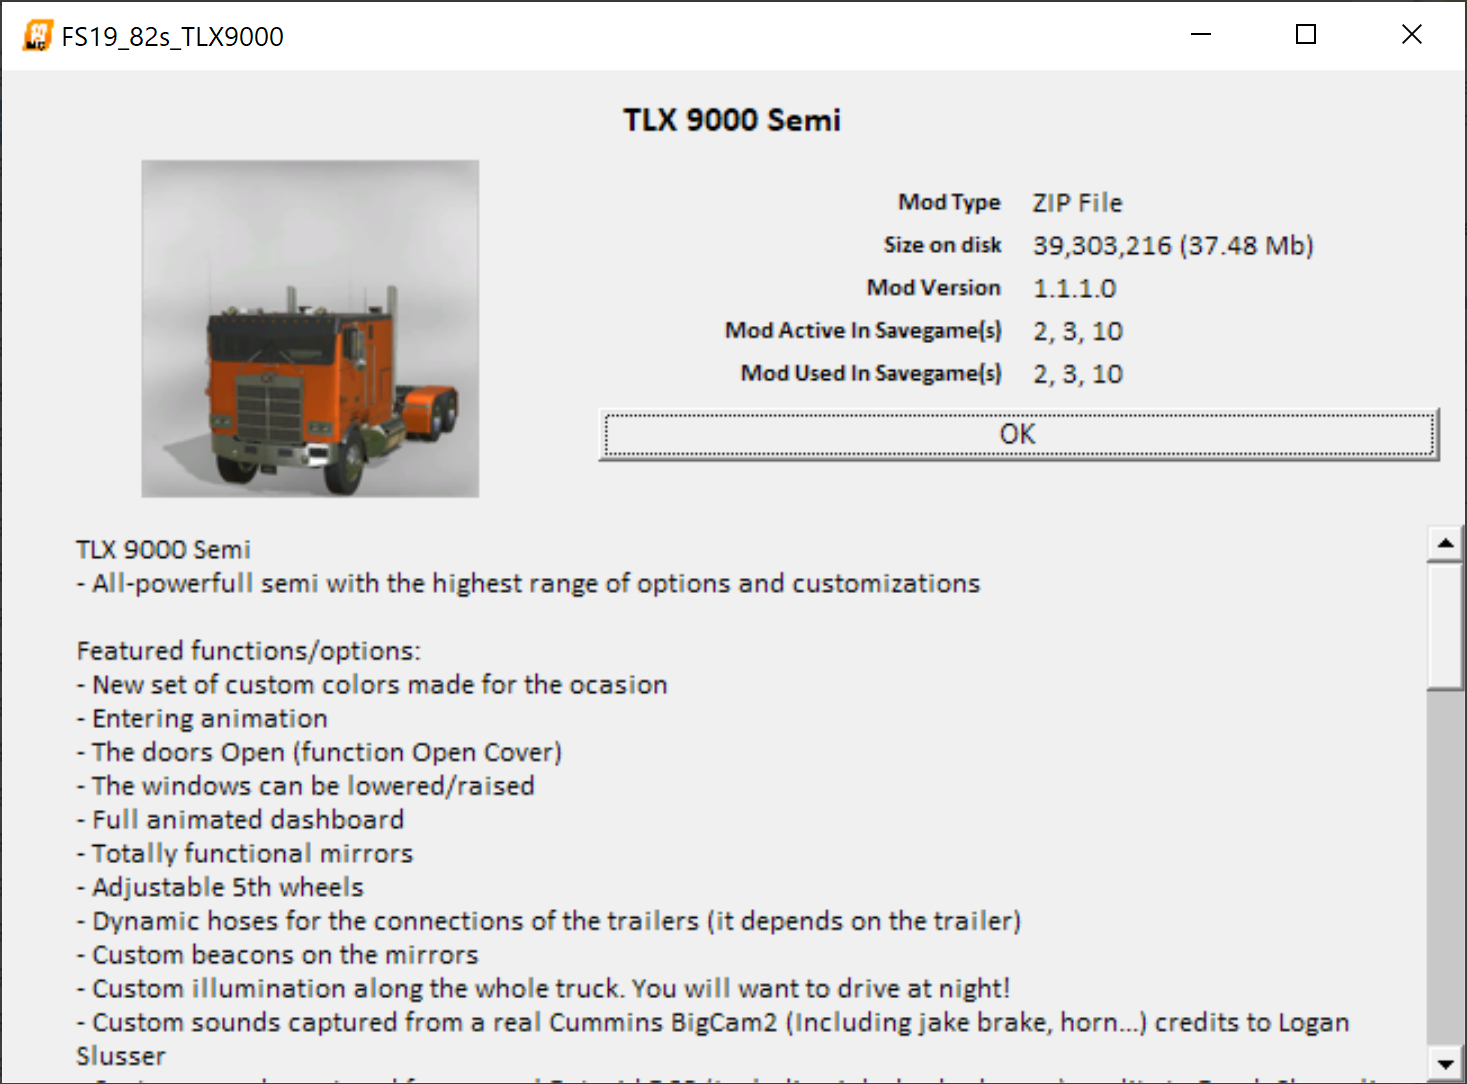 FS19_82s_TLX9000
TLX 9000 Semi
Mod Type ZIP File
Size on disk 39,303,216 (37.48 Mb)
Mod Version 1.1.1.0
Mod Active In Savegame(s) 2, 3, 10
Mod Used In Savegame(s) 2, 3, 10
OK
TLX 9000 Semi
- All-powerfull semi with the highest range of options and customizations
Featured functions/options:
- New set of custom colors made for the ocasion
- Entering animation
- The doors Open (function Open Cover)
- The windows can be lowered/raised
- Full animated dashboard
- Totally functional mirrors
- Adjustable 5th wheels
- Dynamic hoses for the connections of the trailers (it depends on the trailer)
- Custom beacons on the mirrors
- Custom illumination along the whole truck. You will want to drive at night!
- Custom sounds captured from a real Cummins BigCam2 (Including jake brake, horn...) credits to Logan
Slusser